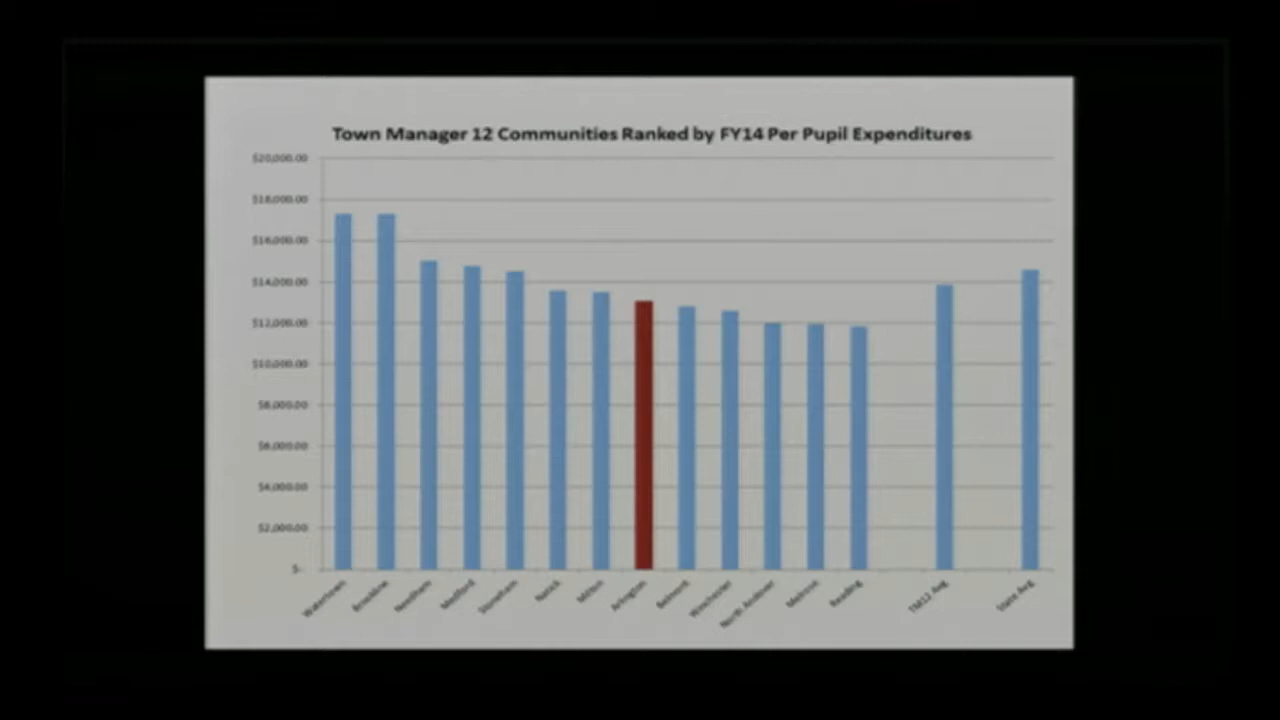 Town Manager 12 Communities Ranked by FY14 Per Pupil Expenditures
$20,000.00
$18,000.00
$16,000.00
$14,000.00
$12,000.00
$10,000.00
$8,000.00
$6,000.00
$4,000.00
$2,000.00
$-
Watertown
Brookline
Needham
Medford
Stoneham
Natick
Milton
Arlington
Belmont
Winchester
North Andover
Melrose
Reading
TM12 Avg
State Avg